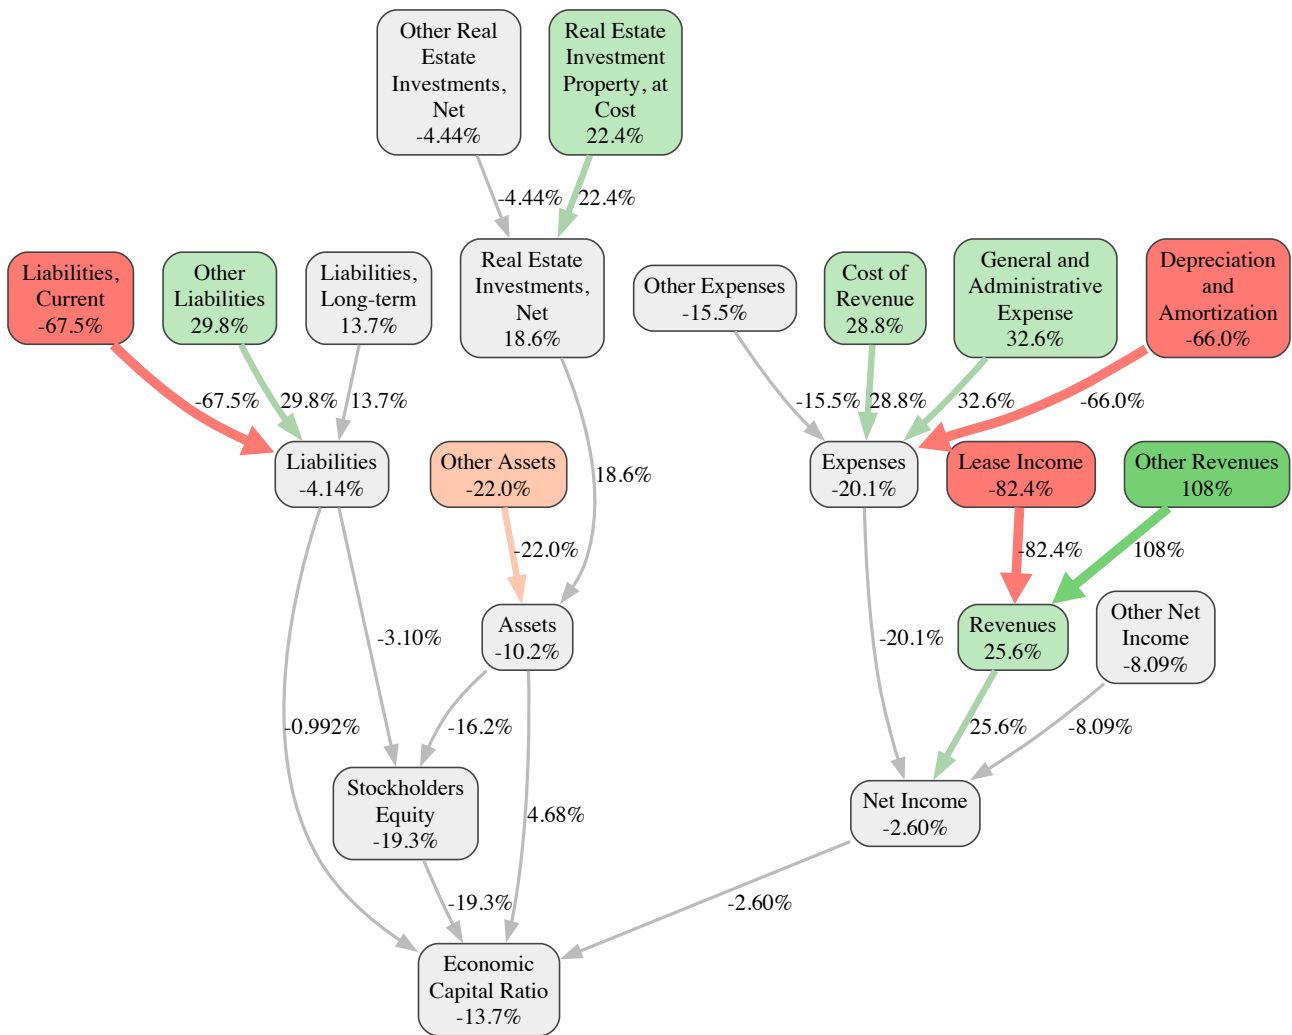 Other Real
Estate
Investments,
Net
-4.44%
Real Estate
Investment
Property, at
Cost
22.4%
-4.44%
22.4%
Liabilities,
Current
-67.5%
Other
Liabilities
29.8%
Liabilities,
Long-term
13.7%
Real Estate
Investments,
Net
18.6%
Other Expenses
-15.5%
Cost of
Revenue
28.8%
General and
Administrative
Expense
32.6%
Depreciation
and
Amortization
-66.0%
-67.5%
29.8%
13.7%
-15.5%
28.8%
32.6%
-66.0%
Liabilities
-4.14%
Other Assets
-22.0%
18.6%
Expenses
-20.1%
Lease Income
-82.4%
Other Revenues
108%
-22.0%
-82.4%
108%
-3.10%
Assets
-10.2%
-20.1%
Revenues
25.6%
Other Net
Income
-8.09%
-0.992%
-16.2%
25.6%
-8.09%
Stockholders
Equity
-19.3%
4.68%
Net Income
-2.60%
-19.3%
-2.60%
Economic
Capital Ratio
-13.7%